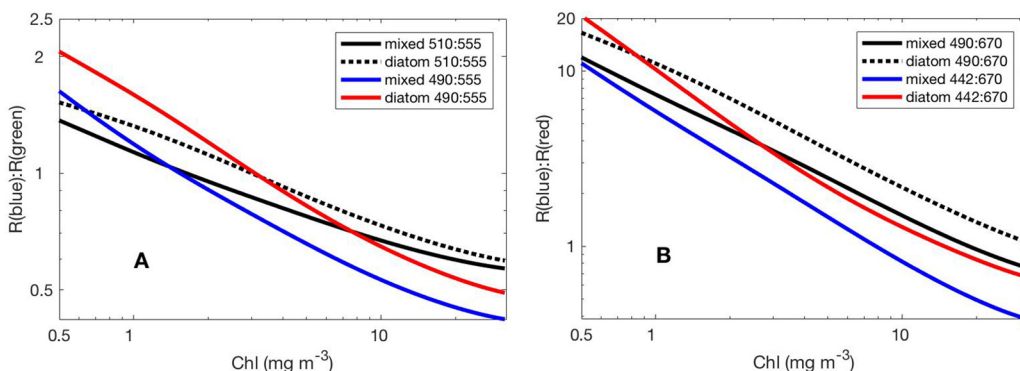 2.5
2
1
0.5
R(blue):R(green)
mixed 510:555
diatom 510:555
mixed 490:555
diatom 490:555
A
0.5
1
10
Chl (mg m⁻³)
20
10
1
R(blue):R(red)
mixed 490:670
diatom 490:670
mixed 442:670
diatom 442:670
B
0.5
1
10
Chl (mg m⁻³)